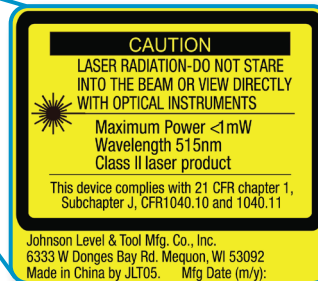 CAUTION
LASER RADIATION-DO NOT STARE
INTO THE BEAM OR VIEW DIRECTLY
WITH OPTICAL INSTRUMENTS
Maximum Power <1mW
Wavelength 515nm
Class II laser product
This device complies with 21 CFR chapter 1,
Subchapter J, CFR1040.10 and 1040.11
Johnson Level & Tool Mfg. Co., Inc.
6333 W Donges Bay Rd. Mequon, WI 53092
Made in China by JLT05. Mfg Date (m/y):